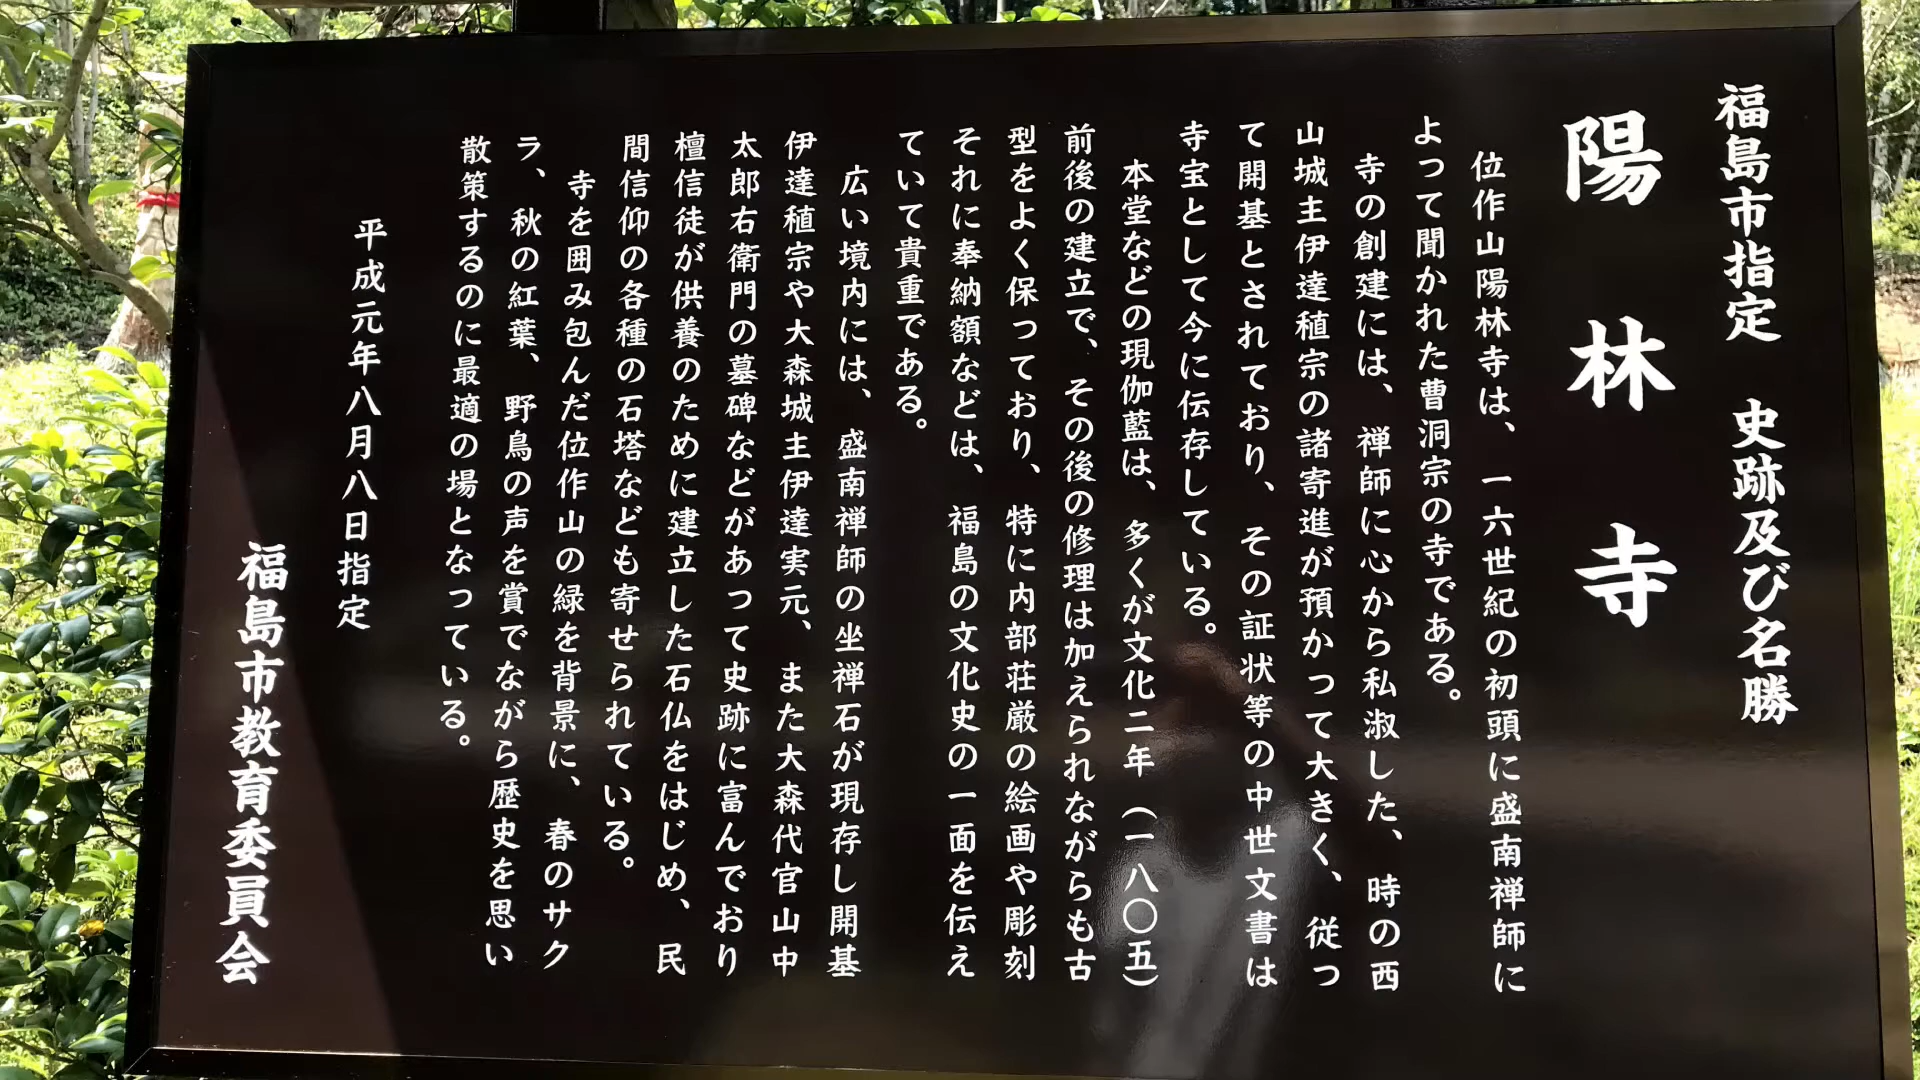 福島市指定　史跡及び名勝
陽林寺
位作山陽林寺は、一六世紀の初頭に盛南禅師に
よって聞かれた曹洞宗の寺である。
寺の創建には、禅師に心から私淑した、時の西
山城主伊達稙宗の諸寄進が預かって大きく、従っ
て開基とされており、その証状等の中世文書は
寺宝として今に伝存している。
本堂などの現伽藍は、多くが文化二年（一八〇五）
前後の建立で、その後の修理は加えられながらも古
型をよく保っており、特に内部荘厳の絵画や彫刻
それに奉納額などは、福島の文化史の一面を伝え
ていて貴重である。
広い境内には、盛南禅師の坐禅石が現存し開基
伊達稙宗や大森城主伊達実元、また大森代官山中
太郎右衛門の墓碑などがあって史跡に富んでおり
檀信徒が供養のために建立した石仏をはじめ、民
間信仰の各種の石塔なども寄せられている。
寺を囲み包んだ位作山の緑を背景に、春のサク
ラ、秋の紅葉、野鳥の声を賞でながら歴史を思い
散策するのに最適の場となっている。
平成元年八月八日指定
福島市教育委員会